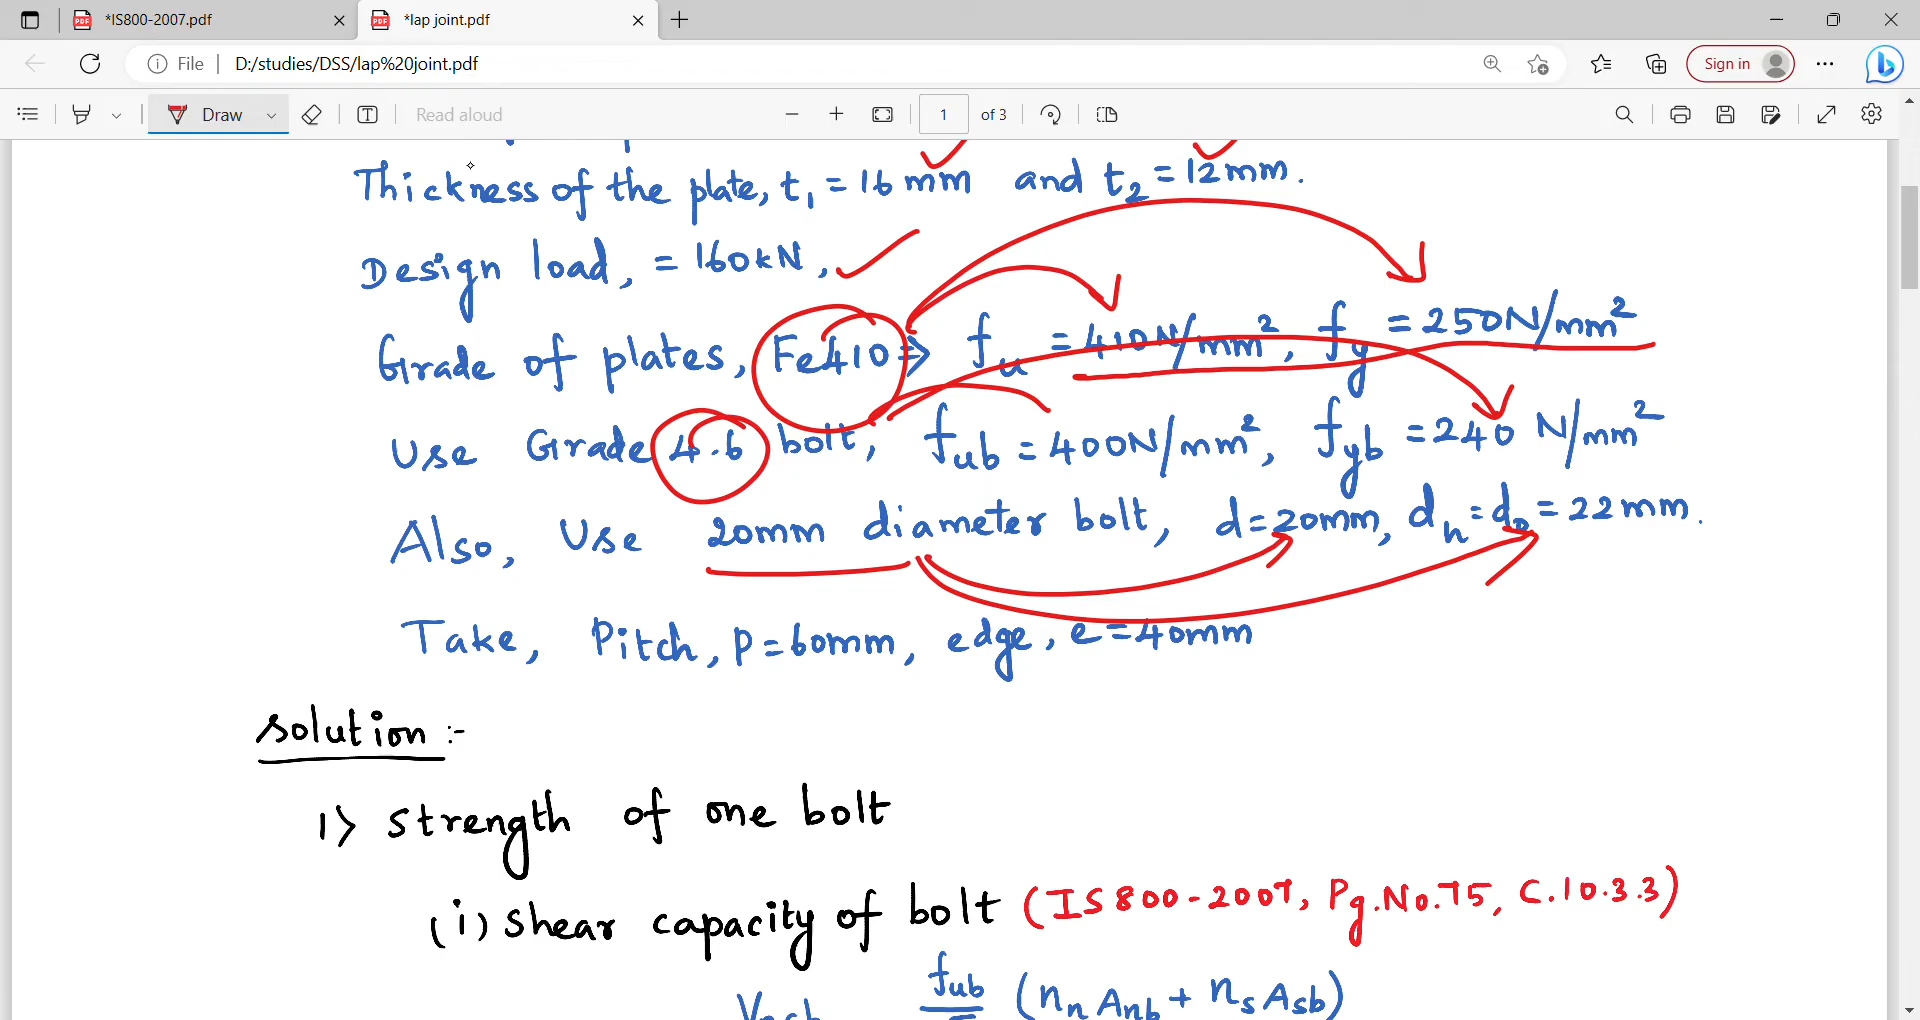 *IS800-2007.pdf
*lap joint.pdf
File
D:/studies/DSS/lap%20joint.pdf
Sign in
Draw
Read aloud
1 of 3
Thickness of the plate, t1 = 16 mm and t2 = 12mm.
Design load, = 160kN,
Grade of plates, Fe410 => fu = 410N/mm², fy = 250N/mm²
Use Grade 4.6 bolt, fub = 400N/mm², fyb = 240 N/mm²
Also, Use 20mm diameter bolt, d=20mm, dh=do=22mm.
Take, Pitch, p=60mm, edge, e=40mm
Solution :-
1) Strength of one bolt
(i) Shear capacity of bolt (IS800-2007, Pg.No.75, C.10.3.3)
fub (nn Anb + ns Asb)